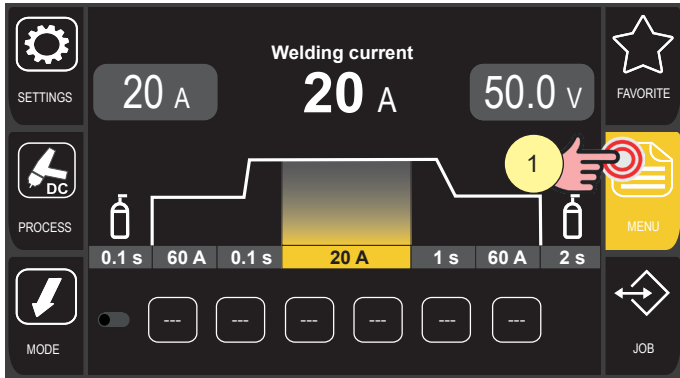 Welding current
20 A
20 A
50.0 V
SETTINGS
FAVORITE
1
DC
PROCESS
MENU
0.1 s
60 A
0.1 s
20 A
1 s
60 A
2 s
---
---
---
---
---
---
MODE
JOB